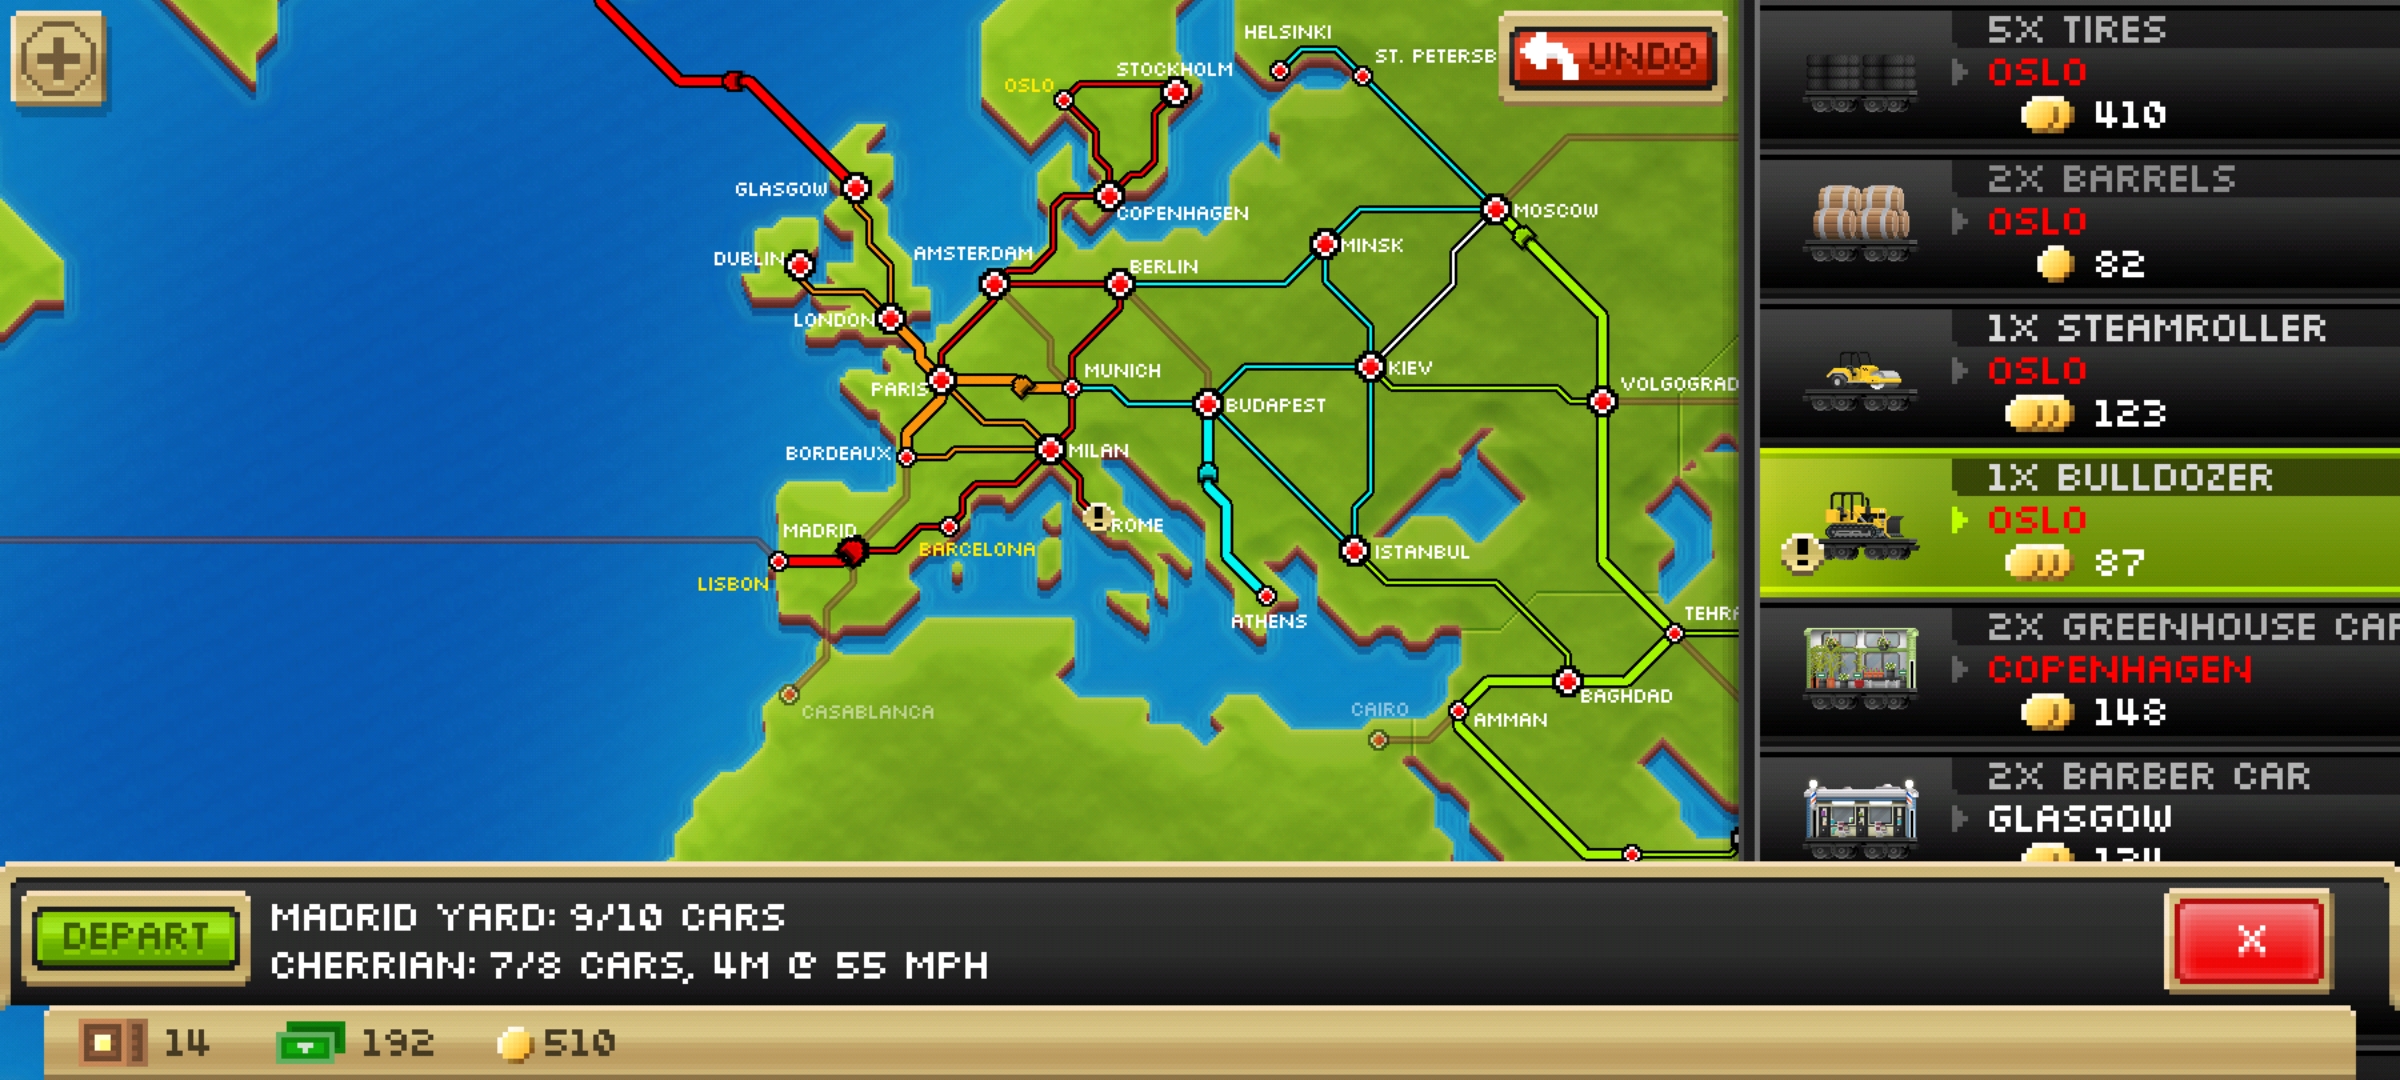 HELSINKI
ST. PETERSB
UNDO
STOCKHOLM
OSLO
GLASGOW
COPENHAGEN
MOSCOW
MINSK
DUBLIN
AMSTERDAM
BERLIN
LONDON
PARIS
MUNICH
KIEV
VOLGOGRAD
BUDAPEST
BORDEAUX
MILAN
MADRID
ROME
BARCELONA
ISTANBUL
LISBON
ATHENS
TEHRA
BAGHDAD
CASABLANCA
CAIRO
AMMAN
5X TIRES
OSLO
410
2X BARRELS
OSLO
82
1X STEAMROLLER
OSLO
123
1X BULLDOZER
OSLO
87
2X GREENHOUSE CAR
COPENHAGEN
148
2X BARBER CAR
GLASGOW
DEPART
MADRID YARD: 9/10 CARS
CHERRIAN: 7/8 CARS, 4M @ 55 MPH
X
14
192
510